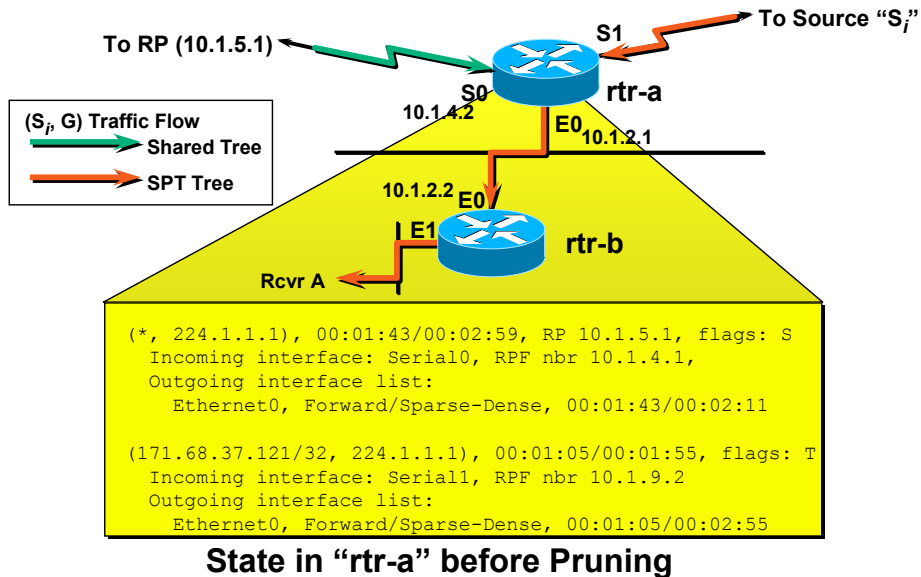 To Source “Si”
To RP (10.1.5.1)
S1
rtr-a
S0
10.1.4.2
(Si, G) Traffic Flow
Shared Tree
SPT Tree
E0
10.1.2.1
10.1.2.2
E0
E1
rtr-b
Rcvr A
(*, 224.1.1.1), 00:01:43/00:02:59, RP 10.1.5.1, flags: S
Incoming interface: Serial0, RPF nbr 10.1.4.1,
Outgoing interface list:
Ethernet0, Forward/Sparse-Dense, 00:01:43/00:02:11
(171.68.37.121/32, 224.1.1.1), 00:01:05/00:01:55, flags: T
Incoming interface: Serial1, RPF nbr 10.1.9.2
Outgoing interface list:
Ethernet0, Forward/Sparse-Dense, 00:01:05/00:02:55
State in “rtr-a” before Pruning